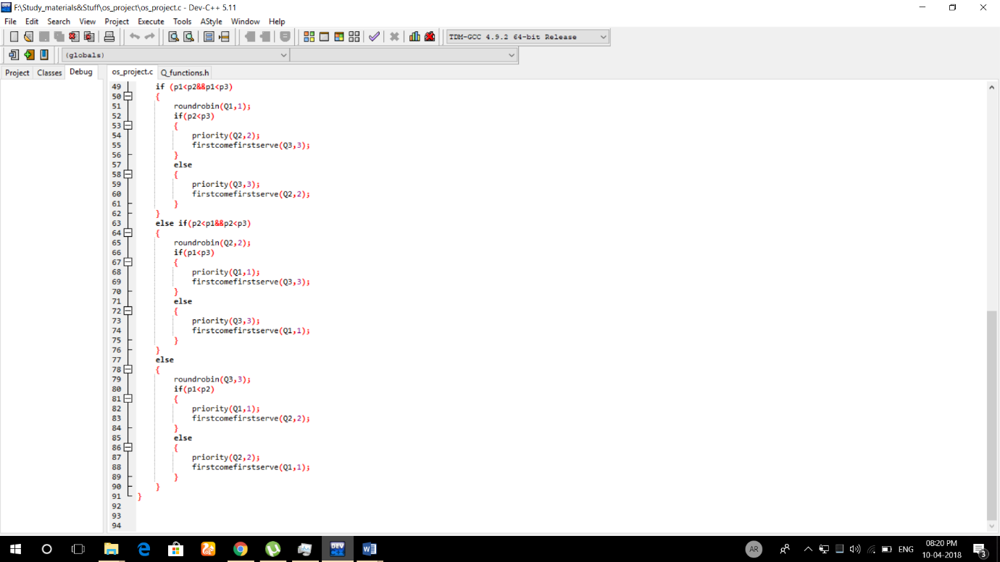 F:\Study_materials&Stuff\os_project\os_project.c - Dev-C++ 5.11
File Edit Search View Project Execute Tools AStyle Window Help
TDM-GCC 4.9.2 64-bit Release
(globals)
Project Classes Debug os_project.c Q_functions.h
49 if (p1<p2&&p1<p3)
50 {
51 roundrobin(Q1,1);
52 if(p2<p3)
53 {
54 priority(Q2,2);
55 firstcomefirstserve(Q3,3);
56 }
57 else
58 {
59 priority(Q3,3);
60 firstcomefirstserve(Q2,2);
61 }
62 }
63 else if(p2<p1&&p2<p3)
64 {
65 roundrobin(Q2,2);
66 if(p1<p3)
67 {
68 priority(Q1,1);
69 firstcomefirstserve(Q3,3);
70 }
71 else
72 {
73 priority(Q3,3);
74 firstcomefirstserve(Q1,1);
75 }
76 }
77 else
78 {
79 roundrobin(Q3,3);
80 if(p1<p2)
81 {
82 priority(Q1,1);
83 firstcomefirstserve(Q2,2);
84 }
85 else
86 {
87 priority(Q2,2);
88 firstcomefirstserve(Q1,1);
89 }
90 }
91 }
92
93
94
DEV
AR
ENG
08:20 PM
10-04-2018
3